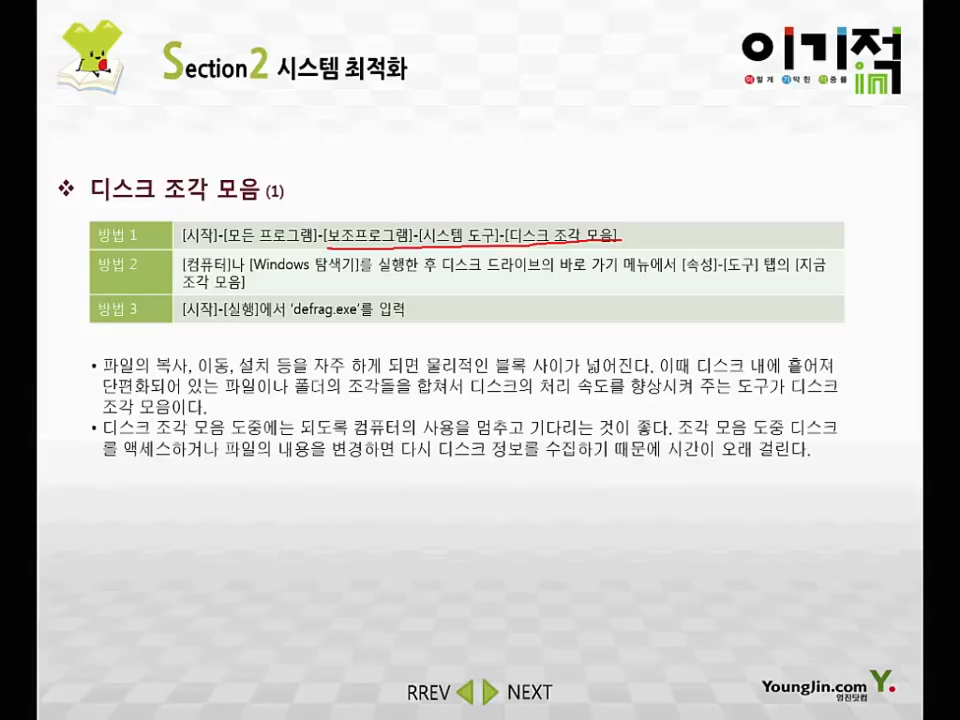 Section2 시스템 최적화
이기적in
이렇게 기막힌 적중률
❖ 디스크 조각 모음 (1)
방법 1 [시작]-[모든 프로그램]-[보조프로그램]-[시스템 도구]-[디스크 조각 모음]
방법 2 [컴퓨터]나 [Windows 탐색기]를 실행한 후 디스크 드라이브의 바로 가기 메뉴에서 [속성]-[도구] 탭의 [지금
조각 모음]
방법 3 [시작]-[실행]에서 'defrag.exe'를 입력
• 파일의 복사, 이동, 설치 등을 자주 하게 되면 물리적인 블록 사이가 넓어진다. 이때 디스크 내에 흩어져
단편화되어 있는 파일이나 폴더의 조각들을 합쳐서 디스크의 처리 속도를 향상시켜 주는 도구가 디스크
조각 모음이다.
• 디스크 조각 모음 도중에는 되도록 컴퓨터의 사용을 멈추고 기다리는 것이 좋다. 조각 모음 도중 디스크
를 액세스하거나 파일의 내용을 변경하면 다시 디스크 정보를 수집하기 때문에 시간이 오래 걸린다.
RREV NEXT
YoungJin.com Y.
영진닷컴